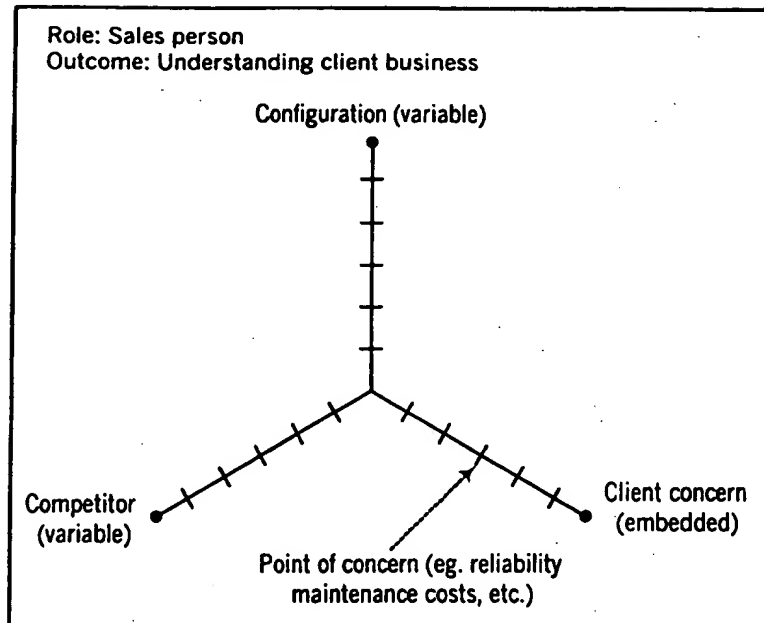 Role: Sales person
Outcome: Understanding client business
Configuration (variable)
Competitor
(variable)
Client concern
(embedded)
Point of concern (eg. reliability
maintenance costs, etc.)